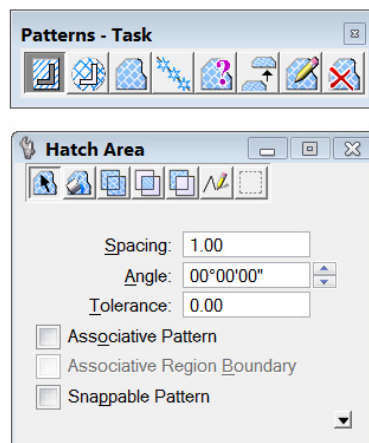 Patterns - Task
Hatch Area
Spacing: 1.00
Angle: 00°00'00"
Tolerance: 0.00
Associative Pattern
Associative Region Boundary
Snappable Pattern